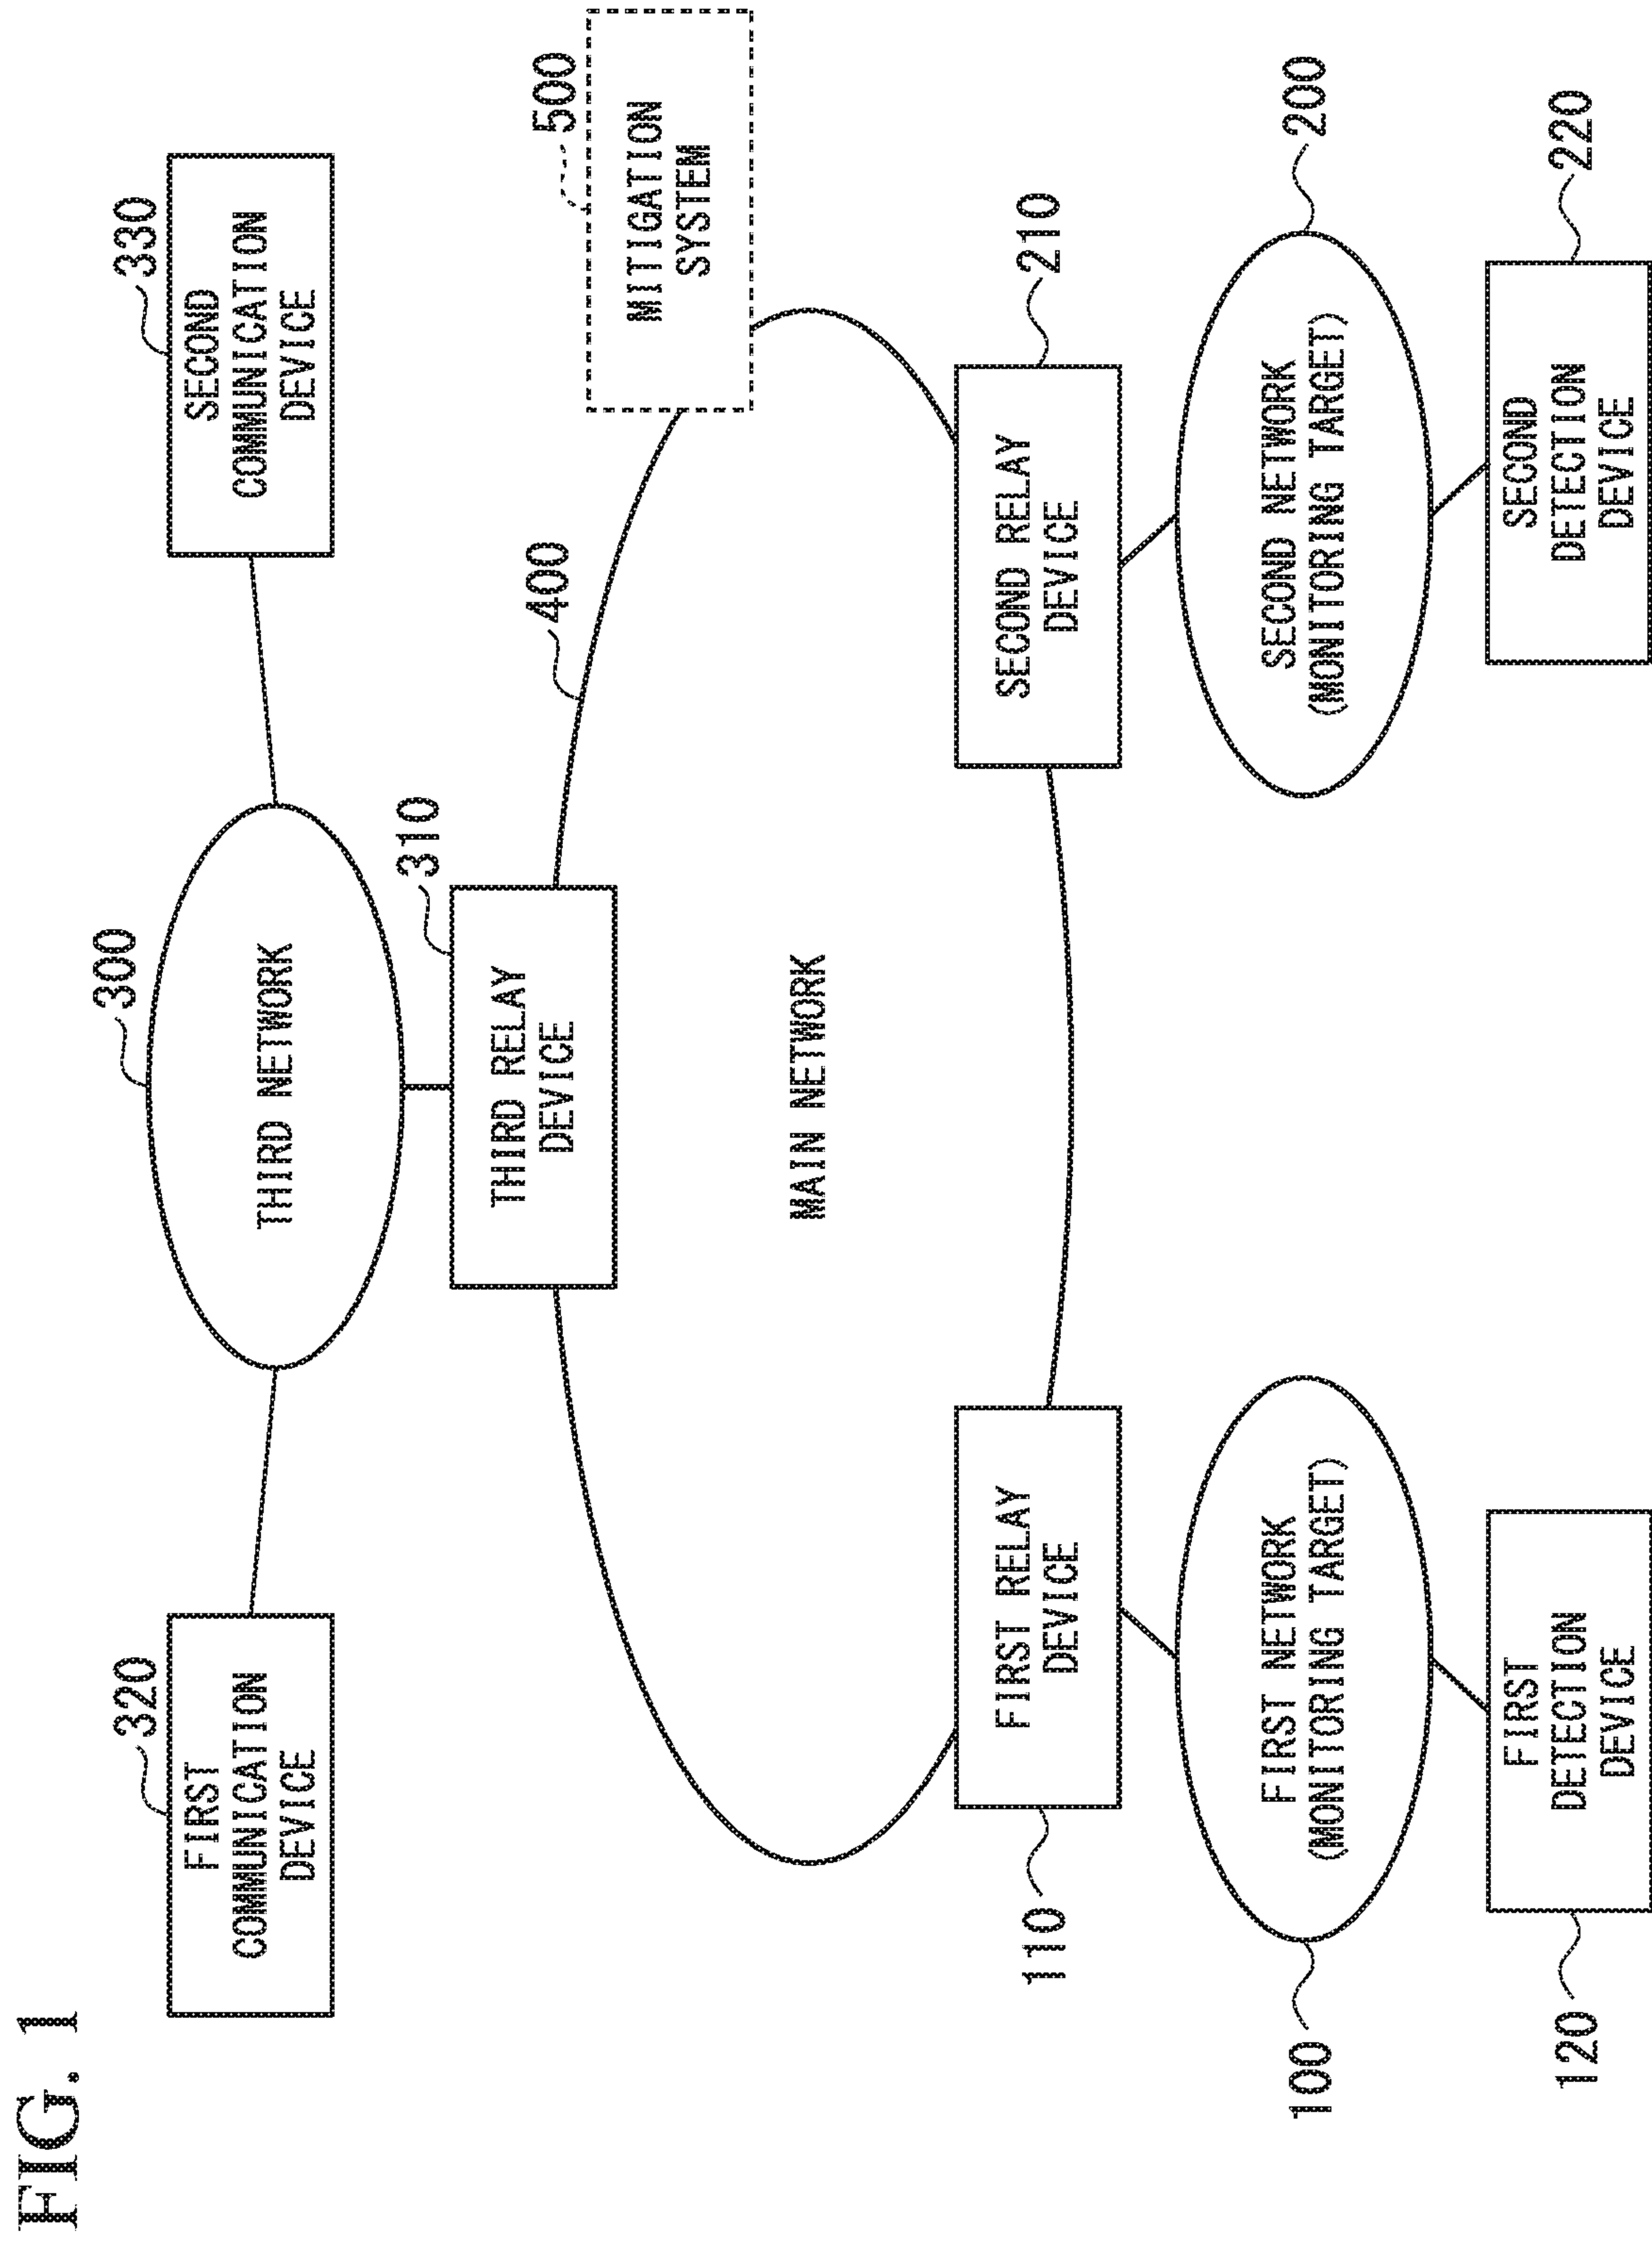 FIG. 1
300
320
330
FIRST
COMMUNICATION
DEVICE
THIRD NETWORK
SECOND
COMMUNICATION
DEVICE
310
THIRD RELAY
DEVICE
400
500
MITIGATION
SYSTEM
MAIN NETWORK
110
FIRST RELAY
DEVICE
SECOND RELAY
DEVICE
210
100
FIRST NETWORK
(MONITORING TARGET)
SECOND NETWORK
(MONITORING TARGET)
200
120
FIRST
DETECTION
DEVICE
SECOND
DETECTION
DEVICE
220